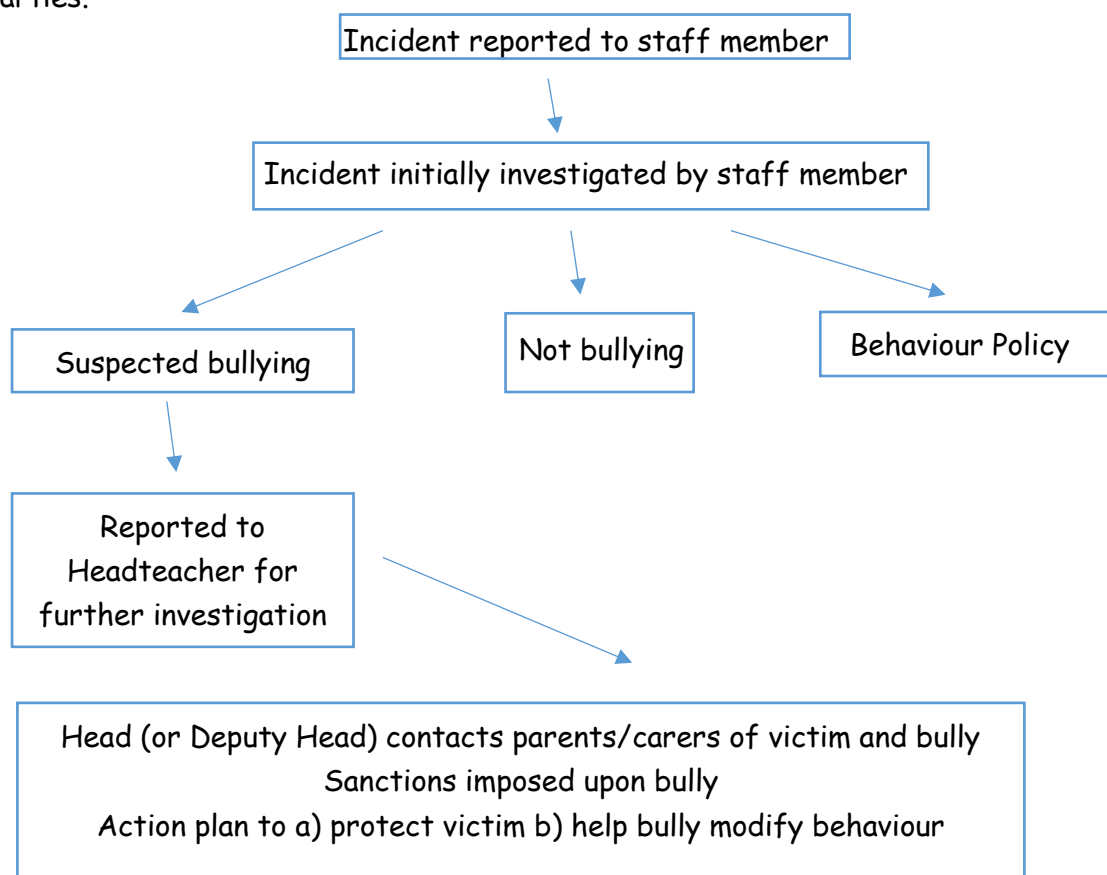 Incident reported to staff member
Incident initially investigated by staff member
Suspected bullying
Not bullying
Behaviour Policy
Reported to
Headteacher for
further investigation
Head (or Deputy Head) contacts parents/carers of victim and bully
Sanctions imposed upon bully
Action plan to a) protect victim b) help bully modify behaviour